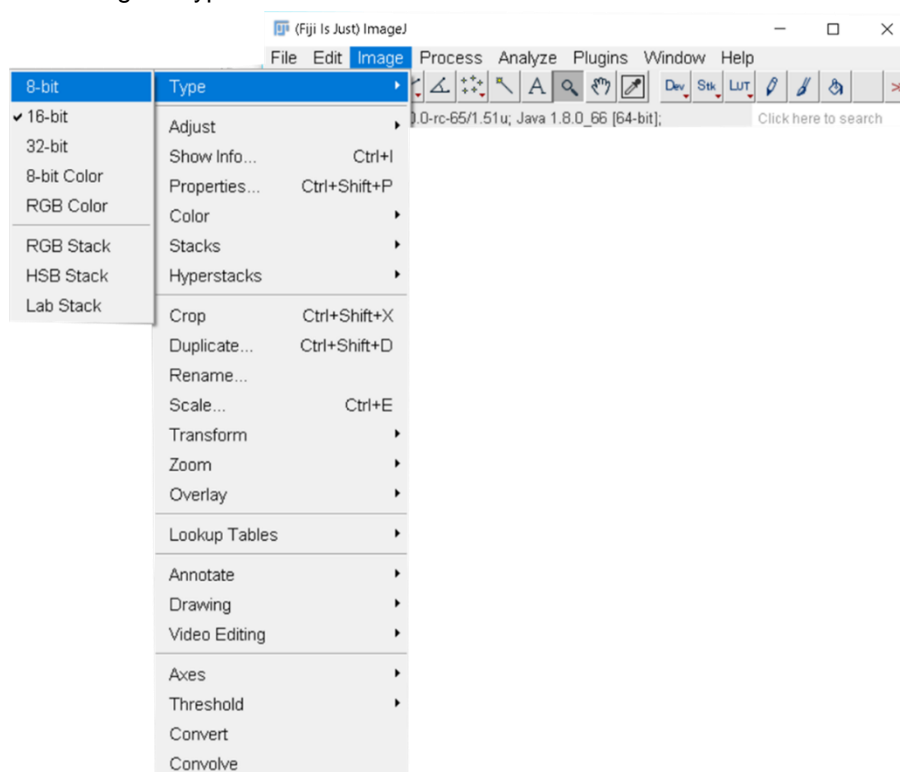 (Fiji Is Just) ImageJ
File Edit Image Process Analyze Plugins Window Help
A Dev Stk LUT
.0-rc-65/1.51u; Java 1.8.0_66 [64-bit];
Click here to search
8-bit
16-bit
32-bit
8-bit Color
RGB Color
RGB Stack
HSB Stack
Lab Stack
Type
Adjust
Show Info... Ctrl+I
Properties... Ctrl+Shift+P
Color
Stacks
Hyperstacks
Crop Ctrl+Shift+X
Duplicate... Ctrl+Shift+D
Rename...
Scale... Ctrl+E
Transform
Zoom
Overlay
Lookup Tables
Annotate
Drawing
Video Editing
Axes
Threshold
Convert
Convolve